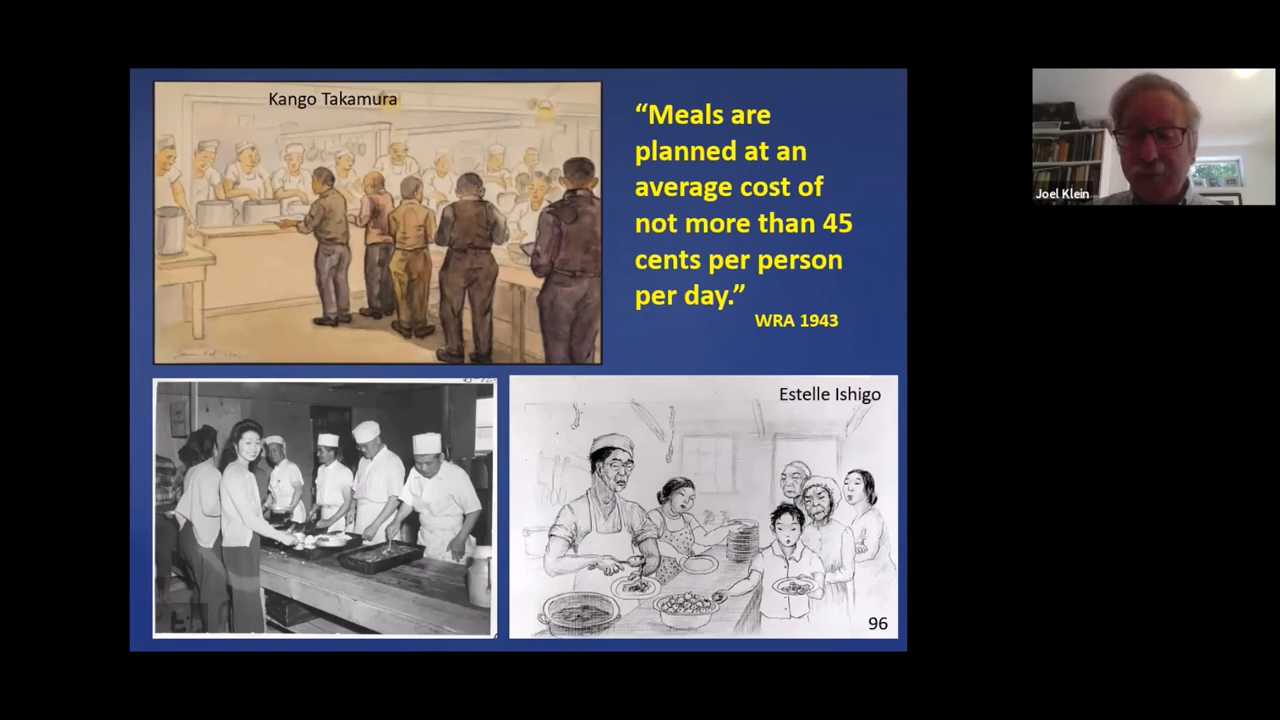 Kango Takamura
“Meals are
planned at an
average cost of
not more than 45
cents per person
per day.”
WRA 1943
Estelle Ishigo
96
Joel Klein